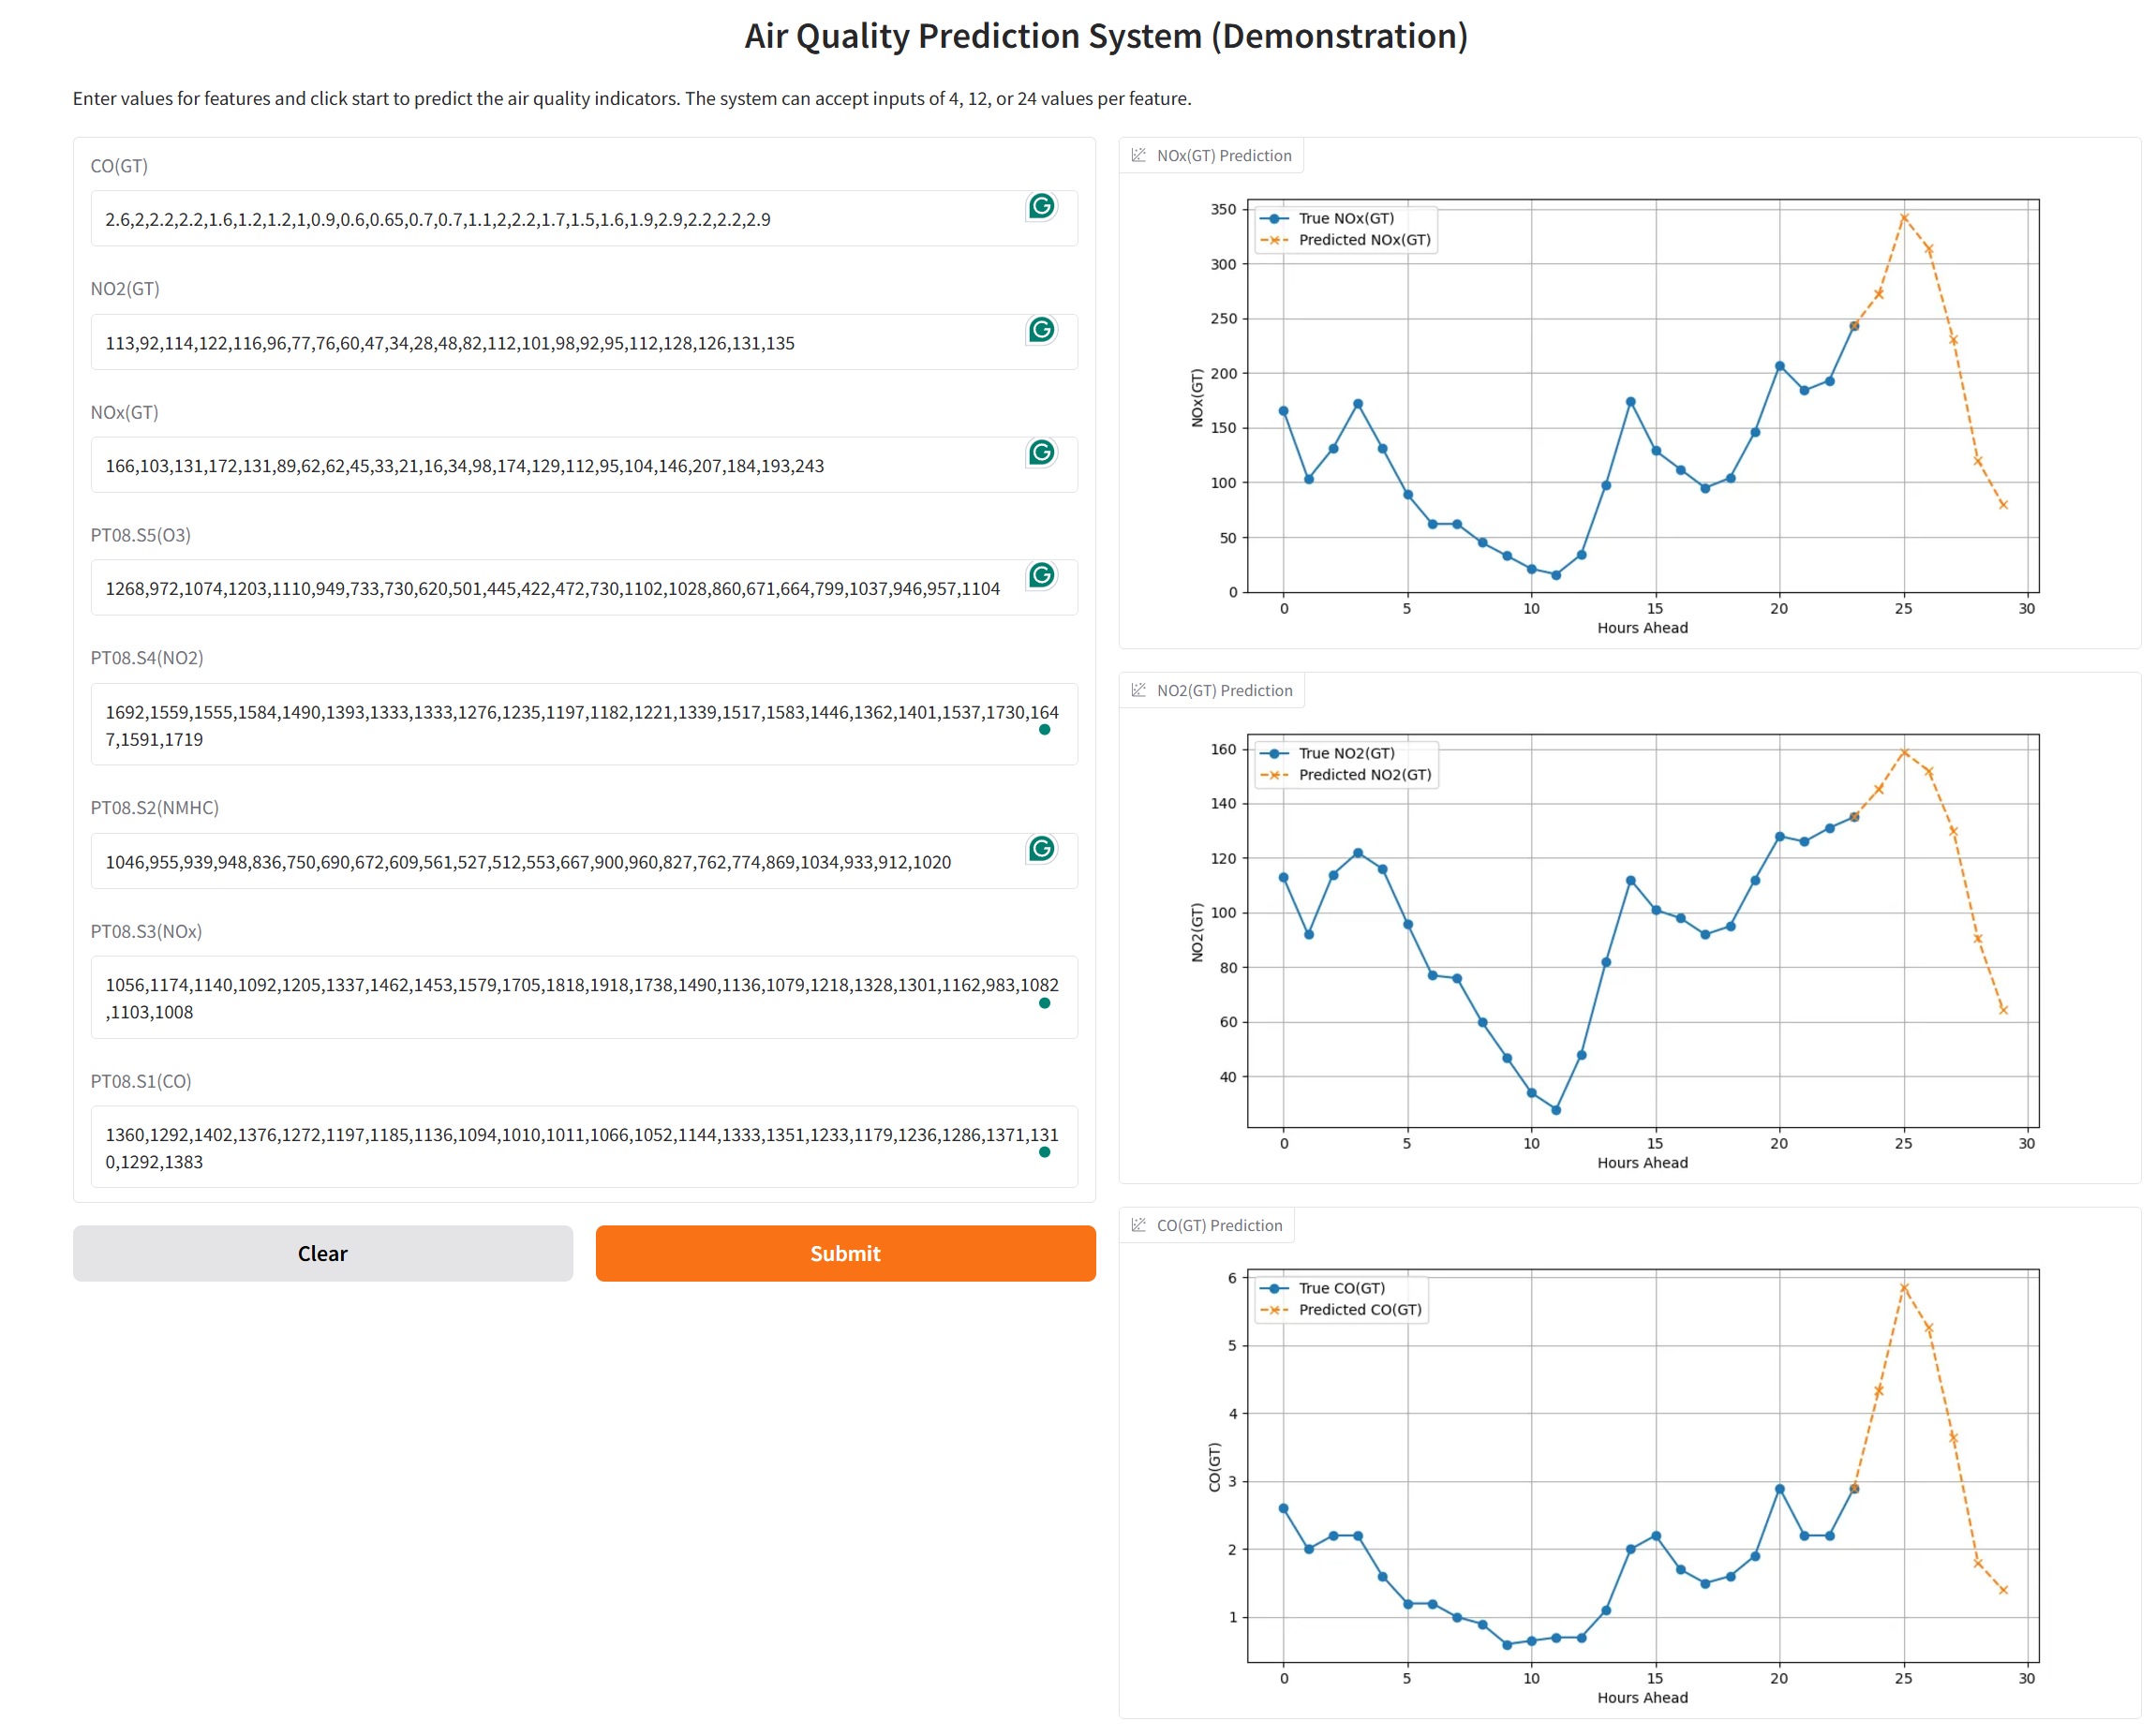 Air Quality Prediction System (Demonstration)
Enter values for features and click start to predict the air quality indicators. The system can accept inputs of 4, 12, or 24 values per feature.
CO(GT)
2.6,2,2.2,2.2,1.6,1.2,1.2,1,0.9,0.6,0.65,0.7,0.7,1.1,2,2.2,1.7,1.5,1.6,1.9,2.9,2.2,2.2,2.9
NO2(GT)
113,92,114,122,116,96,77,76,60,47,34,28,48,82,112,101,98,92,95,112,128,126,131,135
NOx(GT)
166,103,131,172,131,89,62,62,45,33,21,16,34,98,174,129,112,95,104,146,207,184,193,243
PT08.S5(O3)
1268,972,1074,1203,1110,949,733,730,620,501,445,422,472,730,1102,1028,860,671,664,799,1037,946,957,1104
PT08.S4(NO2)
1692,1559,1555,1584,1490,1393,1333,1333,1276,1235,1197,1182,1221,1339,1517,1583,1446,1362,1401,1537,1730,164
7,1591,1719
PT08.S2(NMHC)
1046,955,939,948,836,750,690,672,609,561,527,512,553,667,900,960,827,762,774,869,1034,933,912,1020
PT08.S3(NOx)
1056,1174,1140,1092,1205,1337,1462,1453,1579,1705,1818,1918,1738,1490,1136,1079,1218,1328,1301,1162,983,1082
,1103,1008
PT08.S1(CO)
1360,1292,1402,1376,1272,1197,1185,1136,1094,1010,1011,1066,1052,1144,1333,1351,1233,1179,1236,1286,1371,131
0,1292,1383
Clear
Submit
NOx(GT) Prediction
True NOx(GT)
Predicted NOx(GT)
NOx(GT)
350
300
250
200
150
100
50
0
0 5 10 15 20 25 30
Hours Ahead
NO2(GT) Prediction
True NO2(GT)
Predicted NO2(GT)
NO2(GT)
160
140
120
100
80
60
40
0 5 10 15 20 25 30
Hours Ahead
CO(GT) Prediction
True CO(GT)
Predicted CO(GT)
CO(GT)
6
5
4
3
2
1
0 5 10 15 20 25 30
Hours Ahead